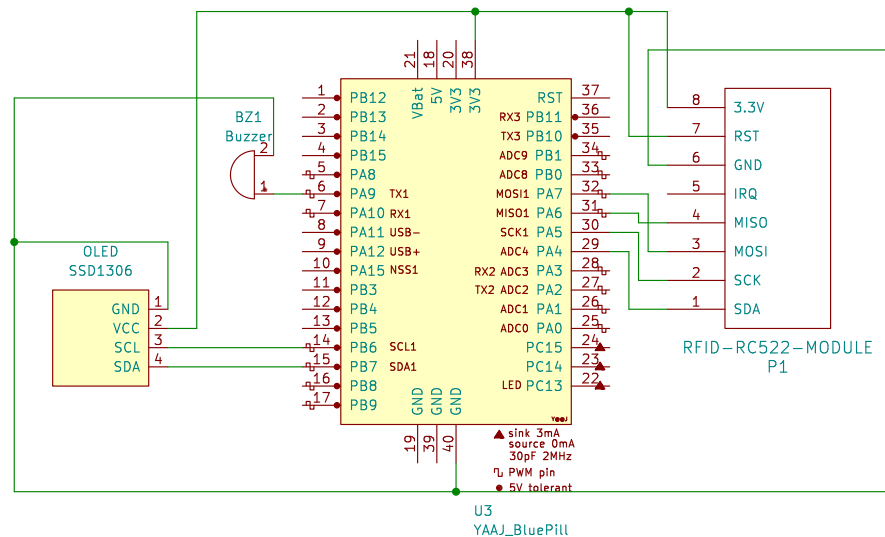 BZ1
Buzzer
2
1
OLED
SSD1306
GND 1
VCC 2
SCL 3
SDA 4
21 18 20 38
VBat 5V 3V3 3V3
1 PB12
2 PB13
3 PB14
4 PB15
5 PA8
6 PA9 TX1
7 PA10 RX1
8 PA11 USB-
9 PA12 USB+
10 PA15 NSS1
11 PB3
12 PB4
13 PB5
14 PB6 SCL1
15 PB7 SDA1
16 PB8
17 PB9
RST 37
RX3 PB11 36
TX3 PB10 35
ADC9 PB1 34
ADC8 PB0 33
MOSI1 PA7 32
MISO1 PA6 31
SCK1 PA5 30
ADC4 PA4 29
RX2 ADC3 PA3 28
TX2 ADC2 PA2 27
ADC1 PA1 26
ADC0 PA0 25
PC15 24
PC14 23
LED PC13 22
GND GND GND
19 39 40
YAAJ
sink 3mA
source 0mA
30pF 2MHz
PWM pin
5V tolerant
U3
YAAJ_BluePill
8 3.3V
7 RST
6 GND
5 IRQ
4 MISO
3 MOSI
2 SCK
1 SDA
RFID-RC522-MODULE
P1